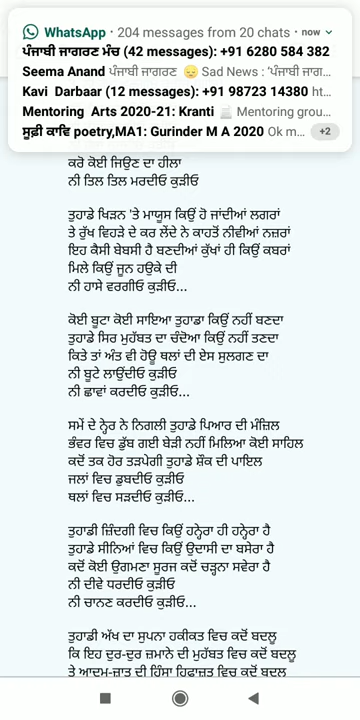 WhatsApp • 204 messages from 20 chats • now
ਪੰਜਾਬੀ ਜਾਗਰਣ ਮੰਚ (42 messages): +91 6280 584 382
Seema Anand ਪੰਜਾਬੀ ਜਾਗਰਣ 😔 Sad News : 'ਪੰਜਾਬੀ ਜਾਗ...
Kavi Darbaar (12 messages): +91 98723 14380 ht...
Mentoring Arts 2020-21: Kranti Mentoring grou...
ਸੂਫ਼ੀ ਕਾਵਿ poetry,MA1: Gurinder M A 2020 Ok m...
+2
ਕਰੋ ਕੋਈ ਜਿਉਣ ਦਾ ਹੀਲਾ
ਨੀ ਤਿਲ ਤਿਲ ਮਰਦੀਓ ਕੁੜੀਓ
ਤੁਹਾਡੇ ਖਿੜਨ 'ਤੇ ਮਾਯੂਸ ਕਿਉਂ ਹੋ ਜਾਂਦੀਆਂ ਲਗਰਾਂ
ਤੇ ਰੁੱਖ ਵਿਹੜੇ ਦੇ ਕਰ ਲੇਂਦੇ ਨੇ ਕਾਹਤੋਂ ਨੀਵੀਆਂ ਨਜ਼ਰਾਂ
ਇਹ ਕੈਸੀ ਬੇਬਸੀ ਹੈ ਬਣਦੀਆਂ ਕੁੱਖਾਂ ਹੀ ਕਿਉਂ ਕਬਰਾਂ
ਮਿਲੇ ਕਿਉਂ ਜੂਨ ਹਉਕੇ ਦੀ
ਨੀ ਹਾਸੇ ਵਰਗੀਓ ਕੁੜੀਓ...
ਕੋਈ ਬੂਟਾ ਕੋਈ ਸਾਇਆ ਤੁਹਾਡਾ ਕਿਉਂ ਨਹੀਂ ਬਣਦਾ
ਤੁਹਾਡੇ ਸਿਰ ਮੁਹੱਬਤ ਦਾ ਚੰਦੋਆ ਕਿਉਂ ਨਹੀਂ ਤਣਦਾ
ਕਿਤੇ ਤਾਂ ਅੰਤ ਵੀ ਹੋਊ ਥਲਾਂ ਦੀ ਏਸ ਸੁਲਗਣ ਦਾ
ਨੀ ਬੂਟੇ ਲਾਉਂਦੀਓ ਕੁੜੀਓ
ਨੀ ਛਾਵਾਂ ਕਰਦੀਓ ਕੁੜੀਓ...
ਸਮੇਂ ਦੇ ਨ੍ਹੇਰ ਨੇ ਨਿਗਲੀ ਤੁਹਾਡੇ ਪਿਆਰ ਦੀ ਮੰਜ਼ਿਲ
ਭੰਵਰ ਵਿਚ ਡੁੱਬ ਗਈ ਬੇੜੀ ਨਹੀਂ ਮਿਲਿਆ ਕੋਈ ਸਾਹਿਲ
ਕਦੋਂ ਤਕ ਹੋਰ ਤੜਪੇਗੀ ਤੁਹਾਡੇ ਸ਼ੌਕ ਦੀ ਪਾਇਲ
ਜਲਾਂ ਵਿਚ ਡੁਬਦੀਓ ਕੁੜੀਓ
ਥਲਾਂ ਵਿਚ ਸੜਦੀਓ ਕੁੜੀਓ...
ਤੁਹਾਡੀ ਜ਼ਿੰਦਗੀ ਵਿਚ ਕਿਉਂ ਹਨ੍ਹੇਰਾ ਹੀ ਹਨ੍ਹੇਰਾ ਹੈ
ਤੁਹਾਡੇ ਸੀਨਿਆਂ ਵਿਚ ਕਿਉਂ ਉਦਾਸੀ ਦਾ ਬਸੇਰਾ ਹੈ
ਕਦੋਂ ਕੋਈ ਉਗਮਣਾ ਸੂਰਜ ਕਦੋਂ ਚੜ੍ਹਨਾ ਸਵੇਰਾ ਹੈ
ਨੀ ਦੀਵੇ ਧਰਦੀਓ ਕੁੜੀਓ
ਨੀ ਚਾਨਣ ਕਰਦੀਓ ਕੁੜੀਓ...
ਤੁਹਾਡੀ ਅੱਖ ਦਾ ਸੁਪਨਾ ਹਕੀਕਤ ਵਿਚ ਕਦੋਂ ਬਦਲੂ
ਕਿ ਇਹ ਦੁਰ-ਦੁਰ ਜ਼ਮਾਨੇ ਦੀ ਮੁਹੱਬਤ ਵਿਚ ਕਦੋਂ ਬਦਲੂ
ਤੇ ਆਦਮ-ਜ਼ਾਤ ਦੀ ਹਿੰਸਾ ਹਿਫਾਜ਼ਤ ਵਿਚ ਕਦੋਂ ਬਦਲੂ